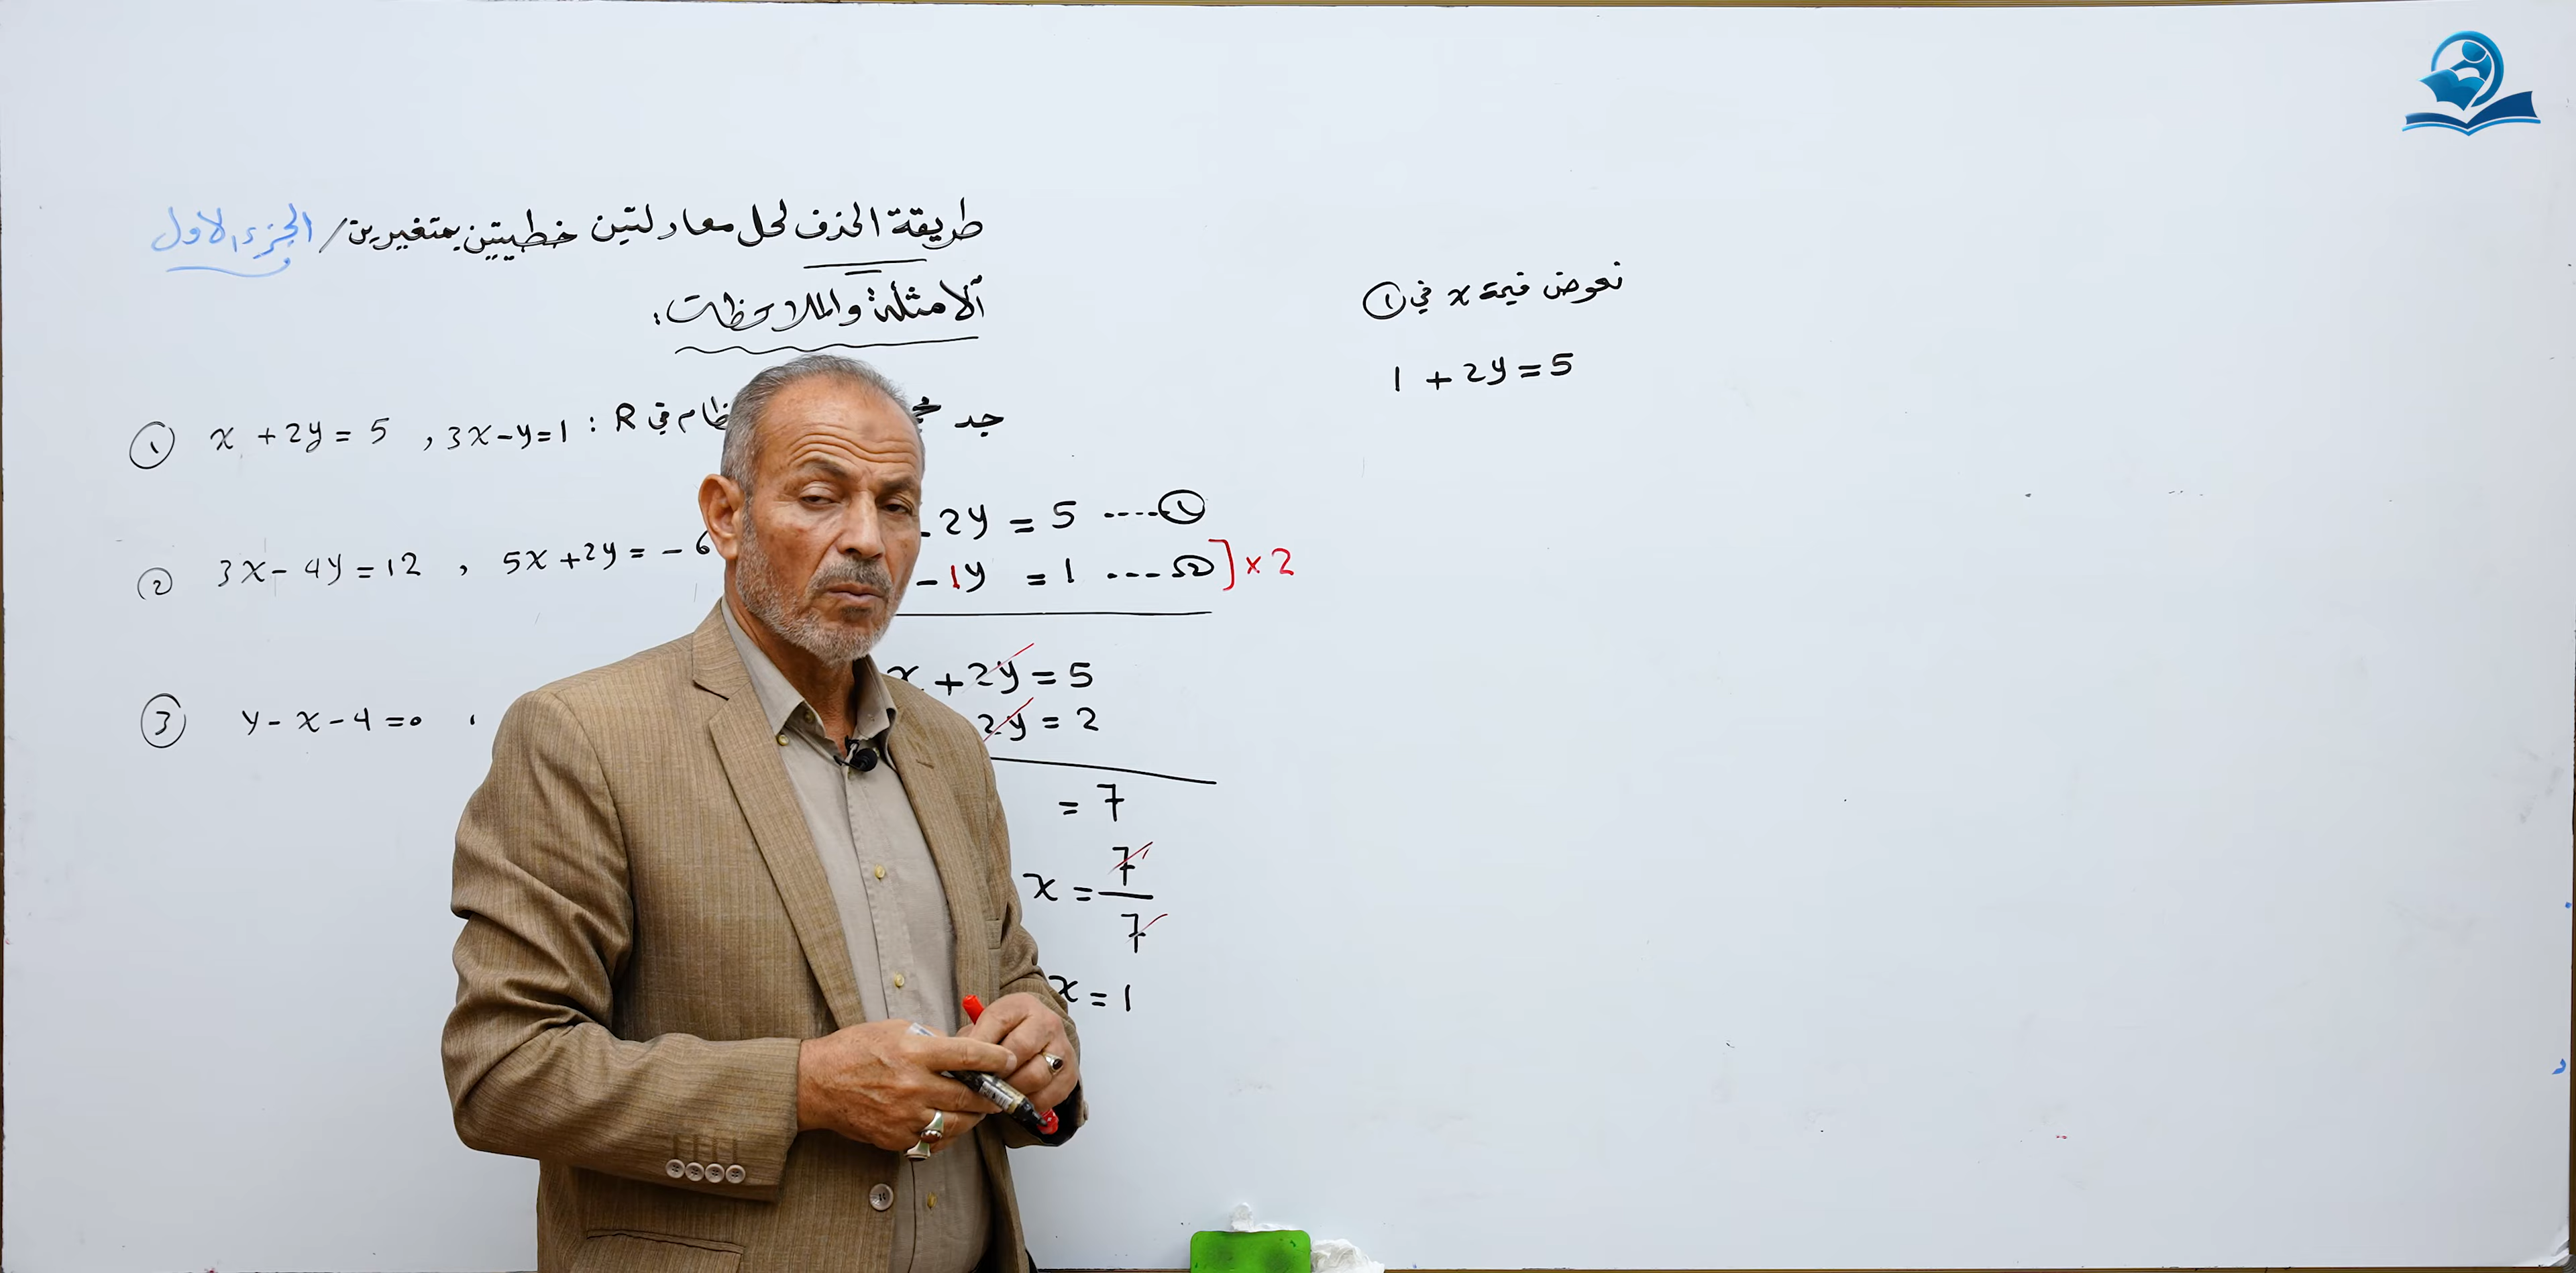 طريقة الحذف لحل معادلتين خطيتين بمتغيرين / الجزء الاول
الامثلة والملاحظات :
جد
① x + 2y = 5 , 3x - y = 1 : R في
② 3x - 4y = 12 , 5x + 2y = - 6
③ y - x - 4 = 0 ,
2y = 5 ---- ①
- 1y = 1 --- ② ] × 2
x + 2y = 5
2y = 2
= 7
x = 7/7
x = 1
نعوض قيمة x في ①
1 + 2y = 5